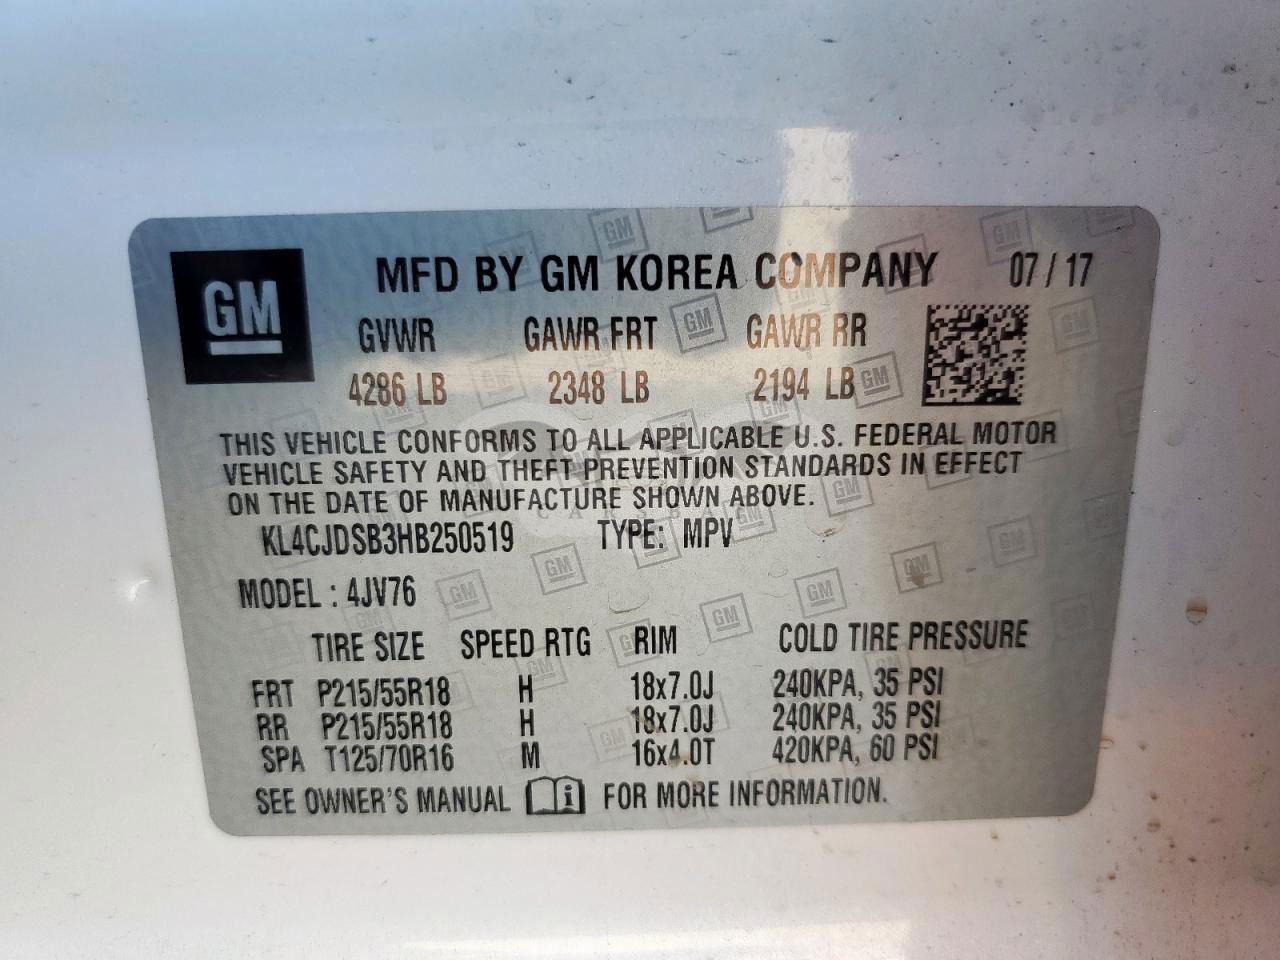 GM
MFD BY GM KOREA COMPANY 07/17
GVWR GAWR FRT GAWR RR
4286 LB 2348 LB 2194 LB
THIS VEHICLE CONFORMS TO ALL APPLICABLE U.S. FEDERAL MOTOR
VEHICLE SAFETY AND THEFT PREVENTION STANDARDS IN EFFECT
ON THE DATE OF MANUFACTURE SHOWN ABOVE.
KL4CJDSB3HB250519 TYPE: MPV
MODEL : 4JV76
TIRE SIZE SPEED RTG RIM COLD TIRE PRESSURE
FRT P215/55R18 H 18x7.0J 240KPA, 35 PSI
RR P215/55R18 H 18x7.0J 240KPA, 35 PSI
SPA T125/70R16 M 16x4.0T 420KPA, 60 PSI
SEE OWNER'S MANUAL i FOR MORE INFORMATION.